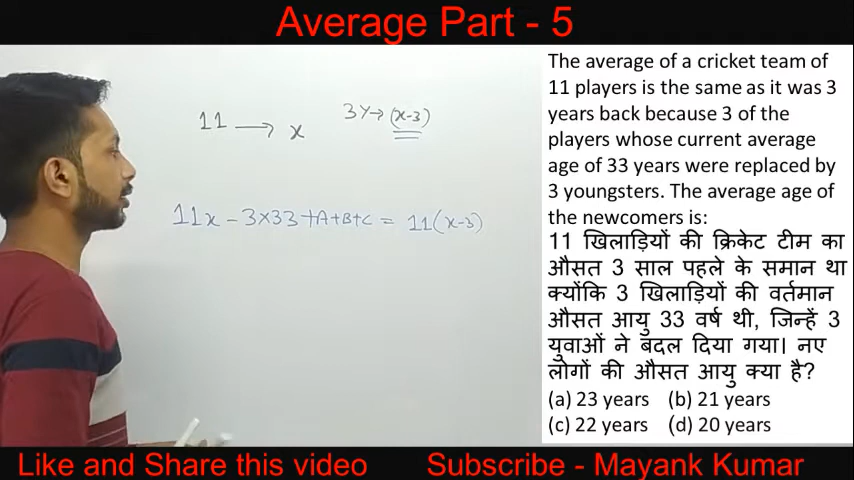 Average Part - 5
11 → x
3Y→ (x-3)
11x - 3×33 + A+B+C = 11(x-3)
The average of a cricket team of
11 players is the same as it was 3
years back because 3 of the
players whose current average
age of 33 years were replaced by
3 youngsters. The average age of
the newcomers is:
11 खिलाड़ियों की क्रिकेट टीम का
औसत 3 साल पहले के समान था
क्योंकि 3 खिलाड़ियों की वर्तमान
औसत आयु 33 वर्ष थी, जिन्हें 3
युवाओं ने बदल दिया गया। नए
लोगों की औसत आयु क्या है?
(a) 23 years (b) 21 years
(c) 22 years (d) 20 years
Like and Share this video Subscribe - Mayank Kumar